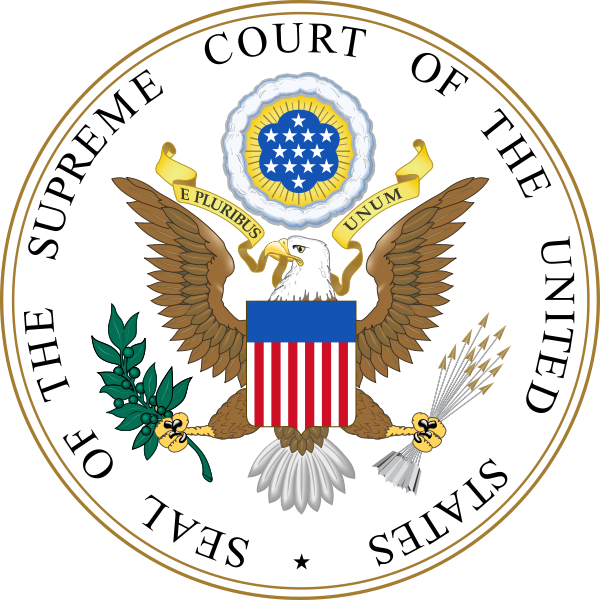 SEAL OF THE SUPREME COURT OF THE UNITED STATES
E PLURIBUS UNUM